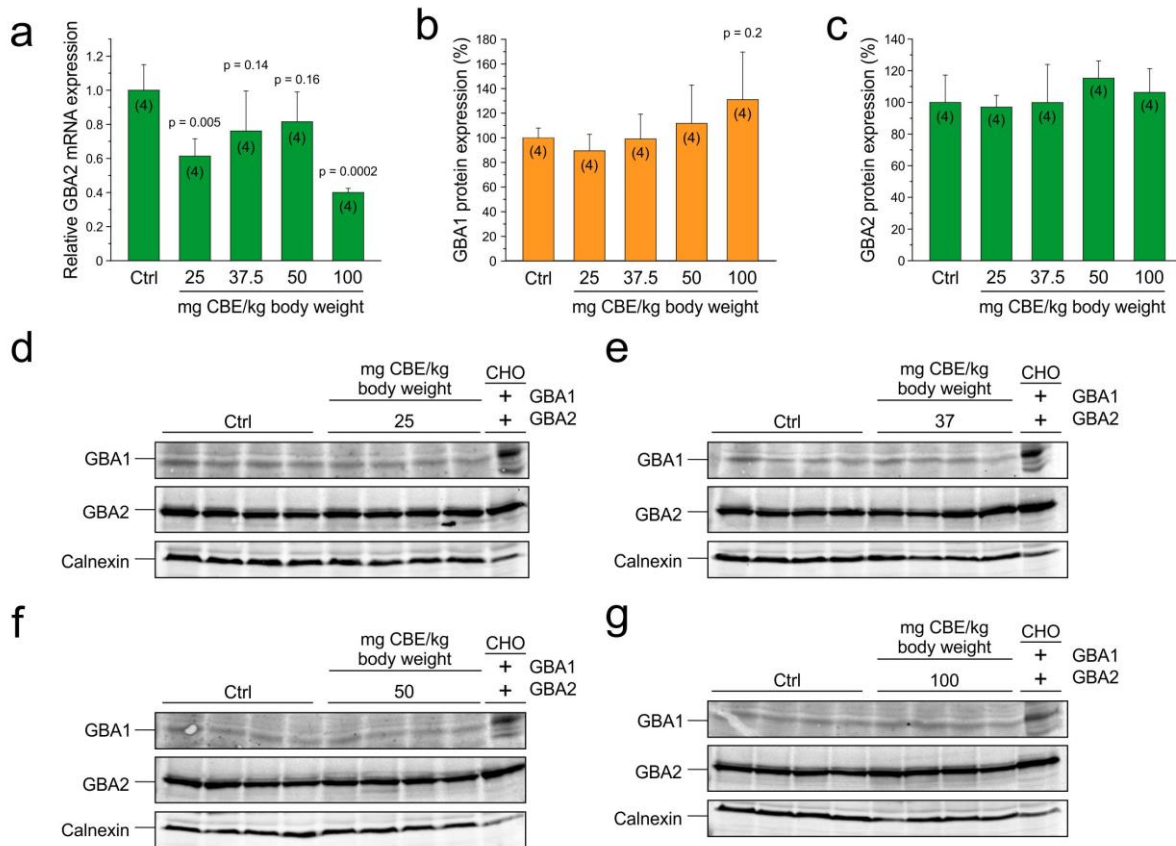 a
Relative GBA2 mRNA expression
1.2
1.0
0.8
0.6
0.4
0.2
0
(4)
p = 0.005
(4)
p = 0.14
(4)
p = 0.16
(4)
p = 0.0002
(4)
Ctrl 25 37.5 50 100
mg CBE/kg body weight
b
GBA1 protein expression (%)
180
160
140
120
100
80
60
40
20
0
p = 0.2
(4) (4) (4) (4) (4)
Ctrl 25 37.5 50 100
mg CBE/kg body weight
c
GBA2 protein expression (%)
140
120
100
80
60
40
20
0
(4) (4) (4) (4) (4)
Ctrl 25 37.5 50 100
mg CBE/kg body weight
d
mg CBE/kg
body weight
CHO
+ GBA1
Ctrl 25 + GBA2
GBA1
GBA2
Calnexin
e
mg CBE/kg
body weight
CHO
+ GBA1
Ctrl 37 + GBA2
GBA1
GBA2
Calnexin
f
mg CBE/kg
body weight
CHO
+ GBA1
Ctrl 50 + GBA2
GBA1
GBA2
Calnexin
g
mg CBE/kg
body weight
CHO
+ GBA1
Ctrl 100 + GBA2
GBA1
GBA2
Calnexin